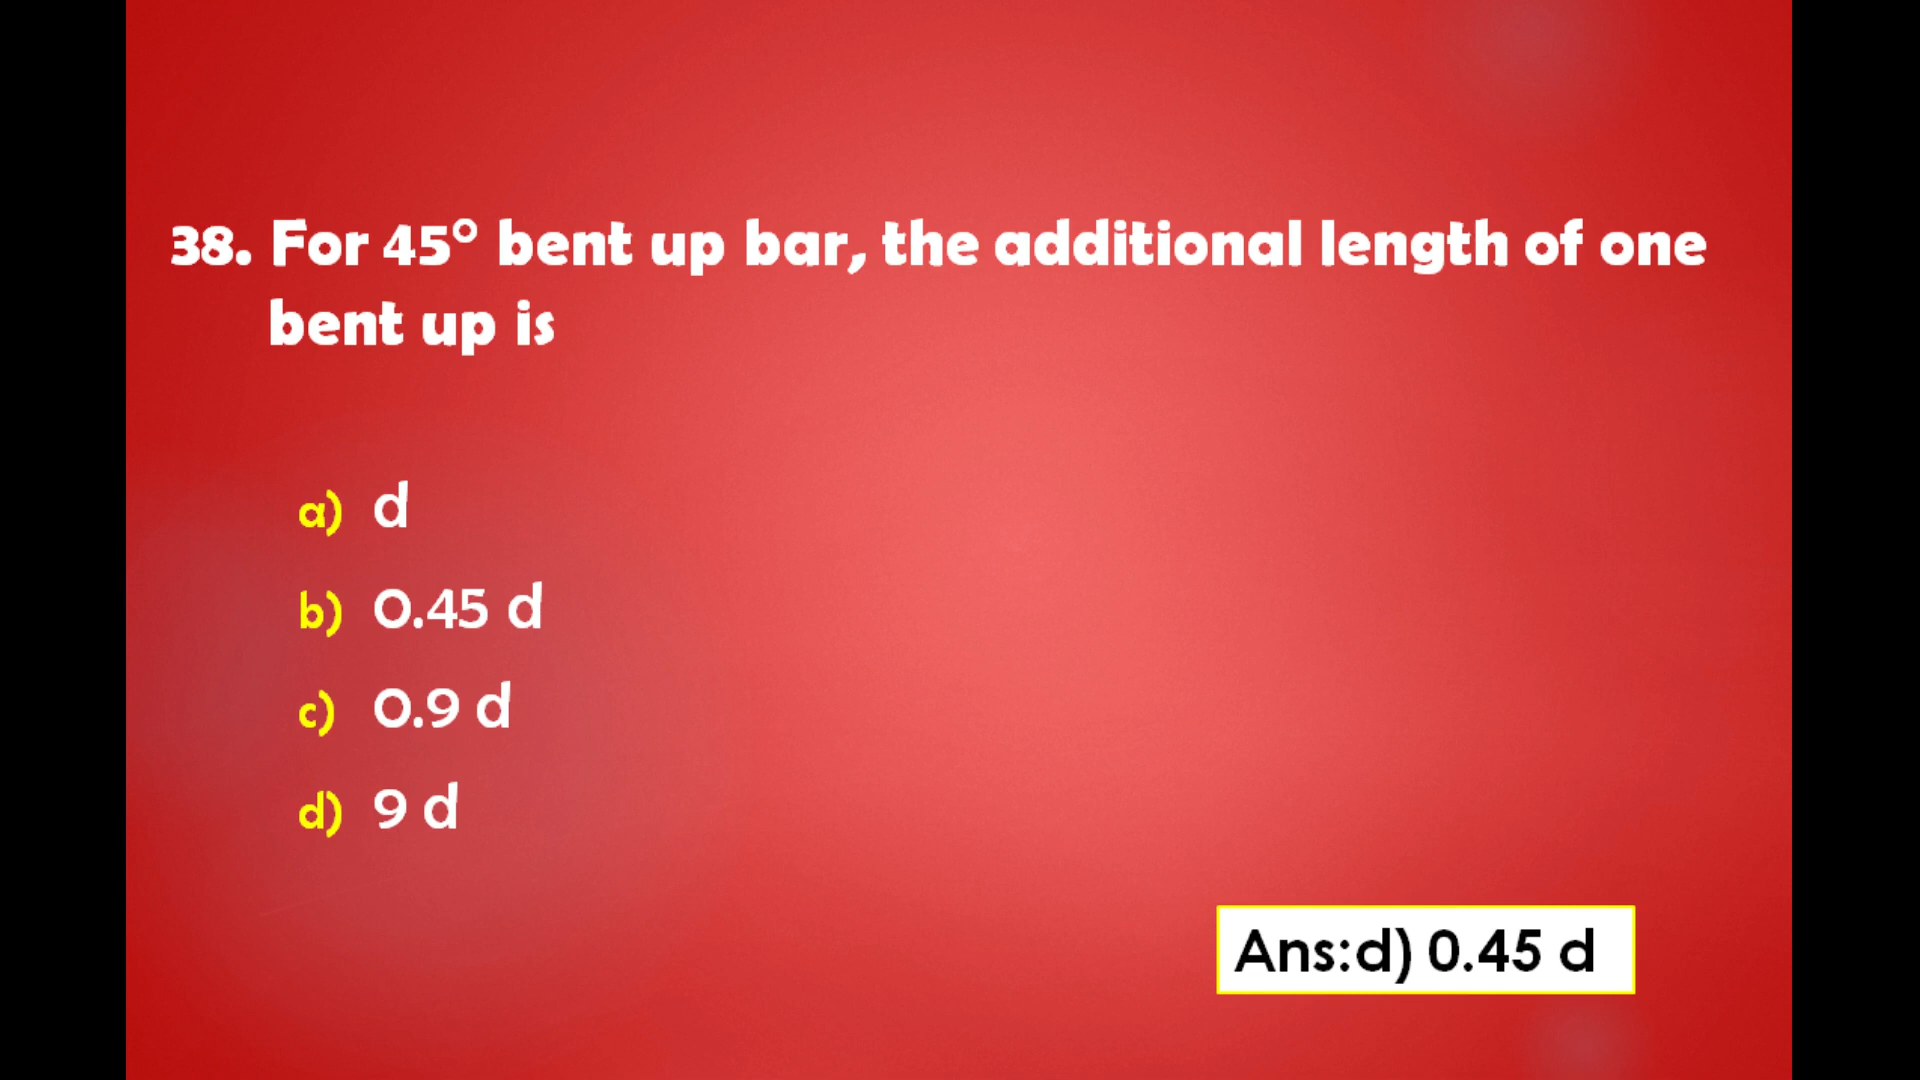 38. For 45° bent up bar, the additional length of one
bent up is
a) d
b) 0.45 d
c) 0.9 d
d) 9 d
Ans:d) 0.45 d